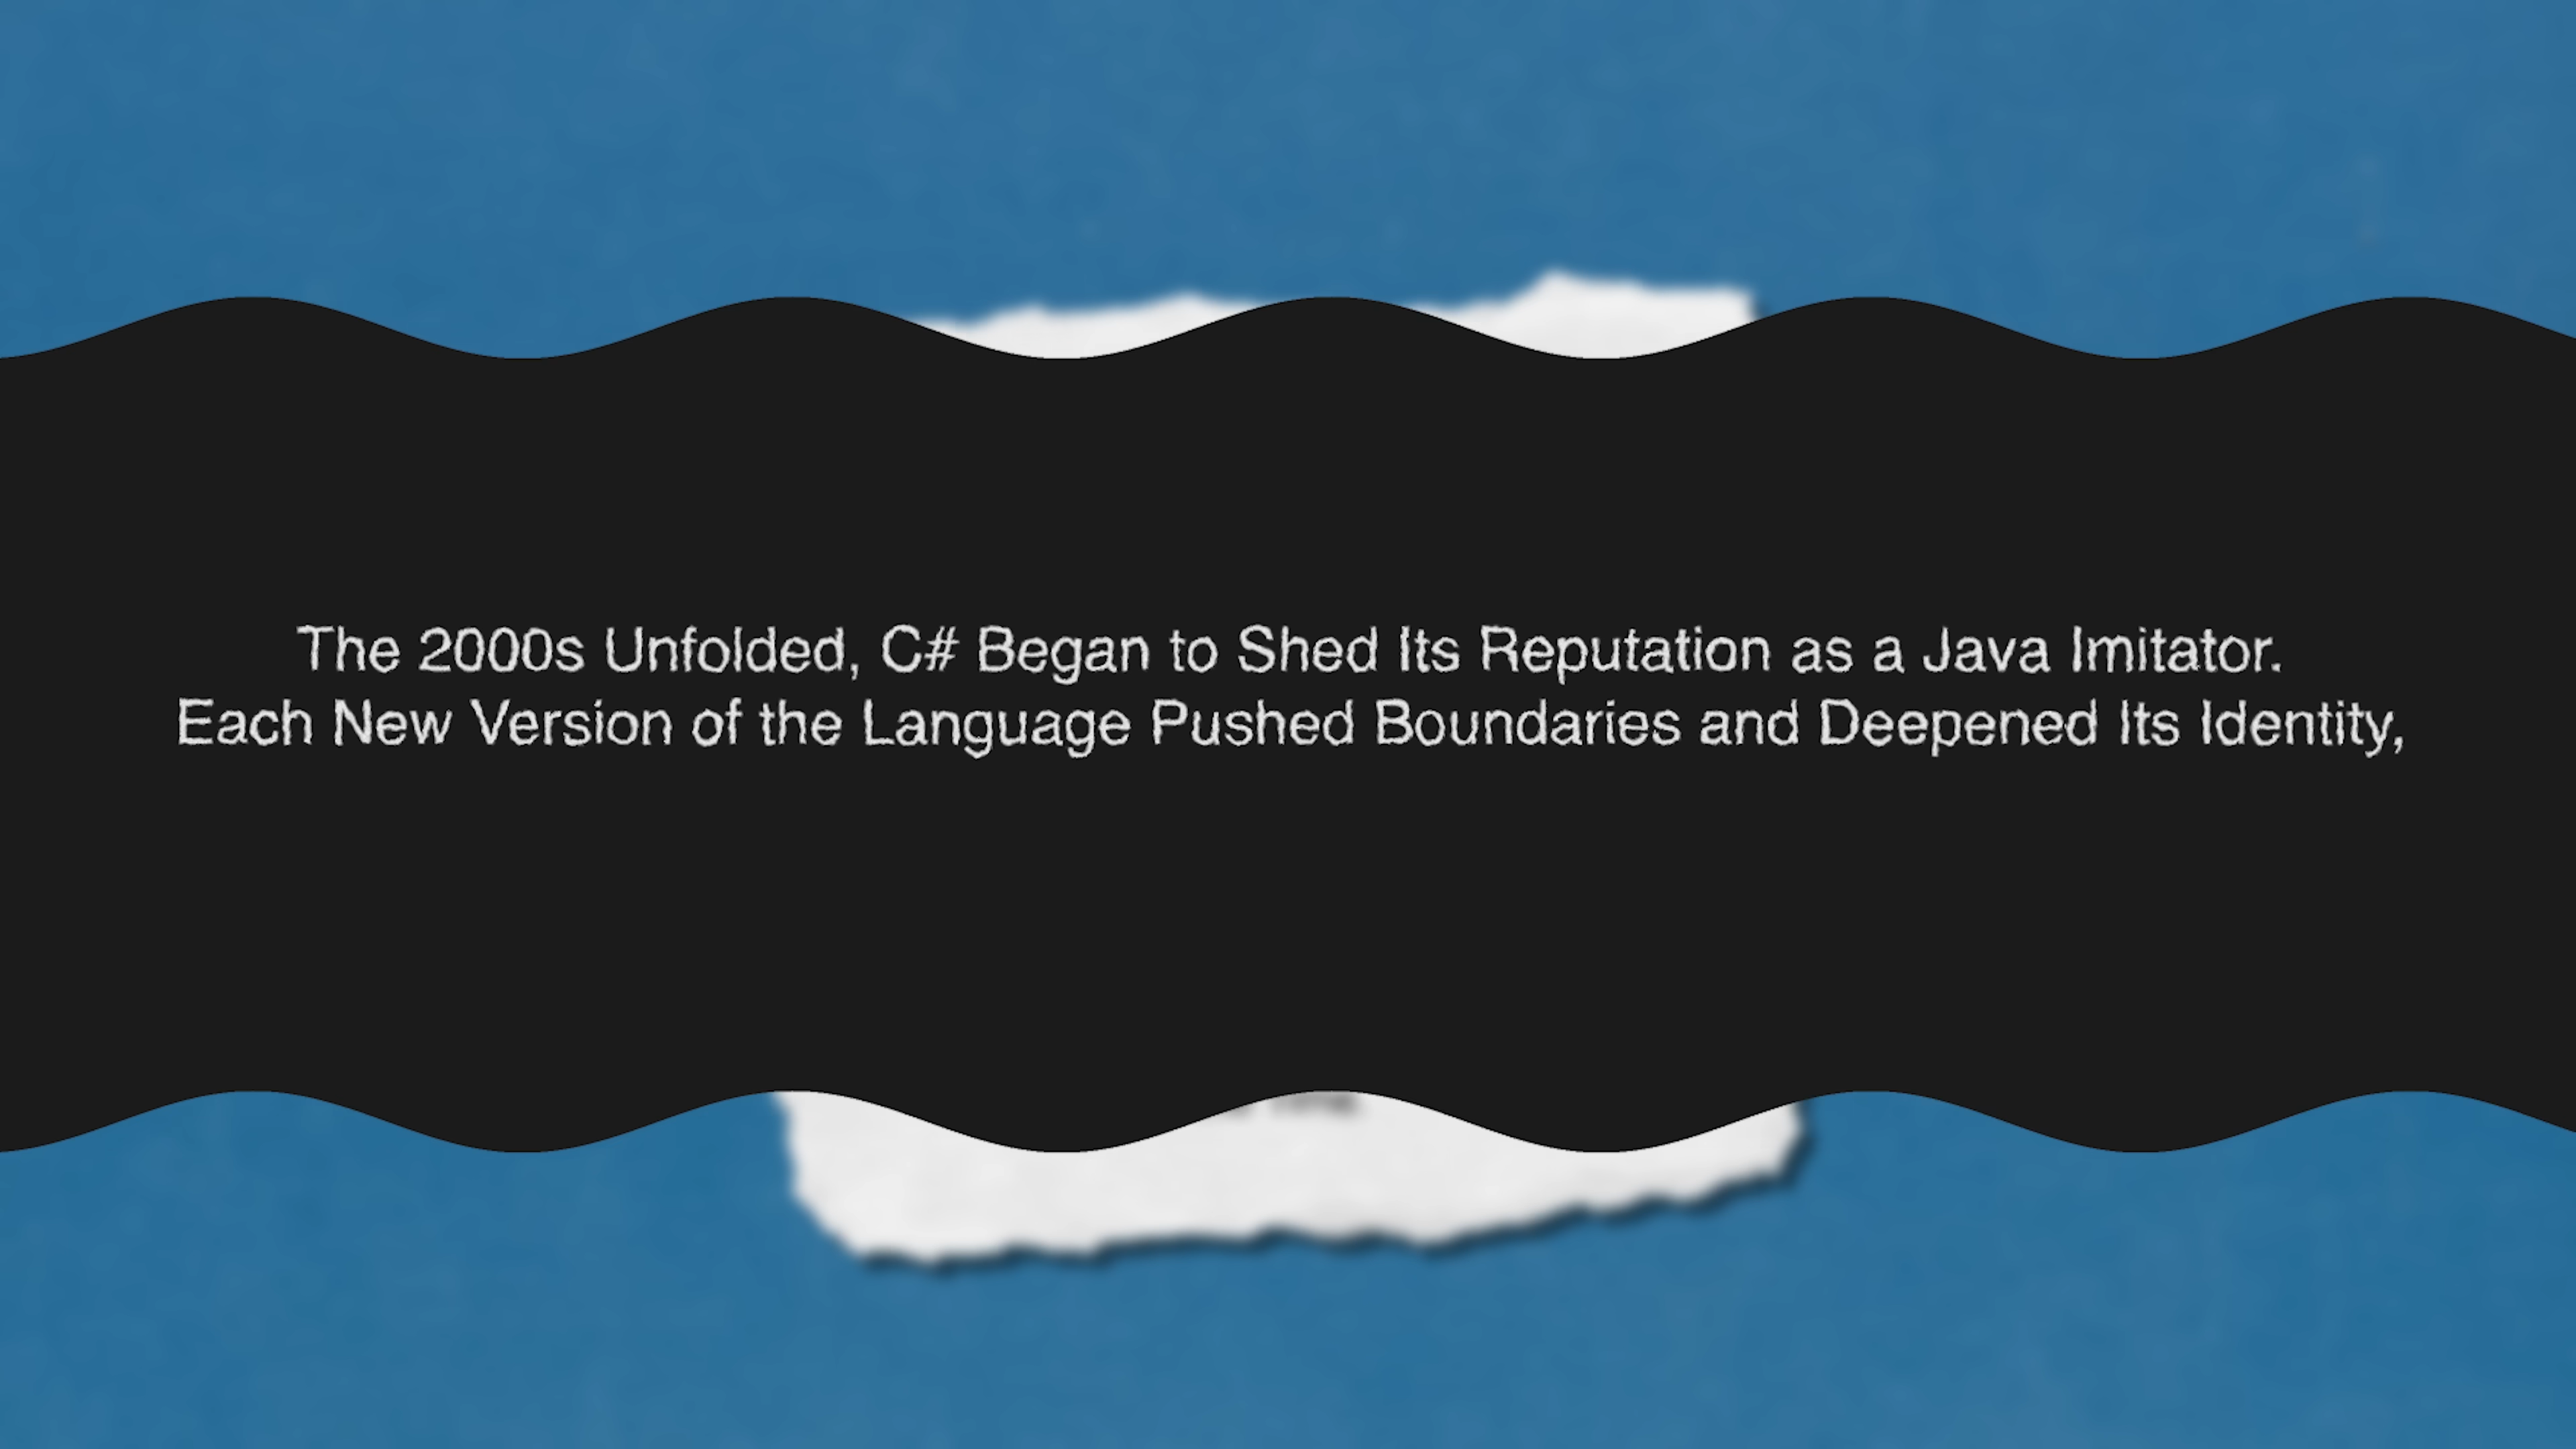 The 2000s Unfolded, C# Began to Shed Its Reputation as a Java Imitator.
Each New Version of the Language Pushed Boundaries and Deepened Its Identity,